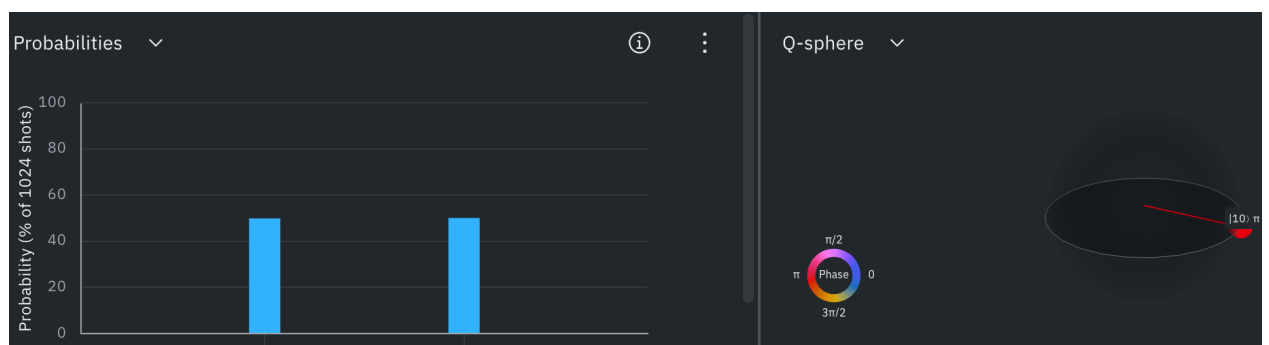 Probabilities
Probability (% of 1024 shots)
100
80
60
40
20
0
Q-sphere
|10⟩ π
π/2
π
Phase
0
3π/2